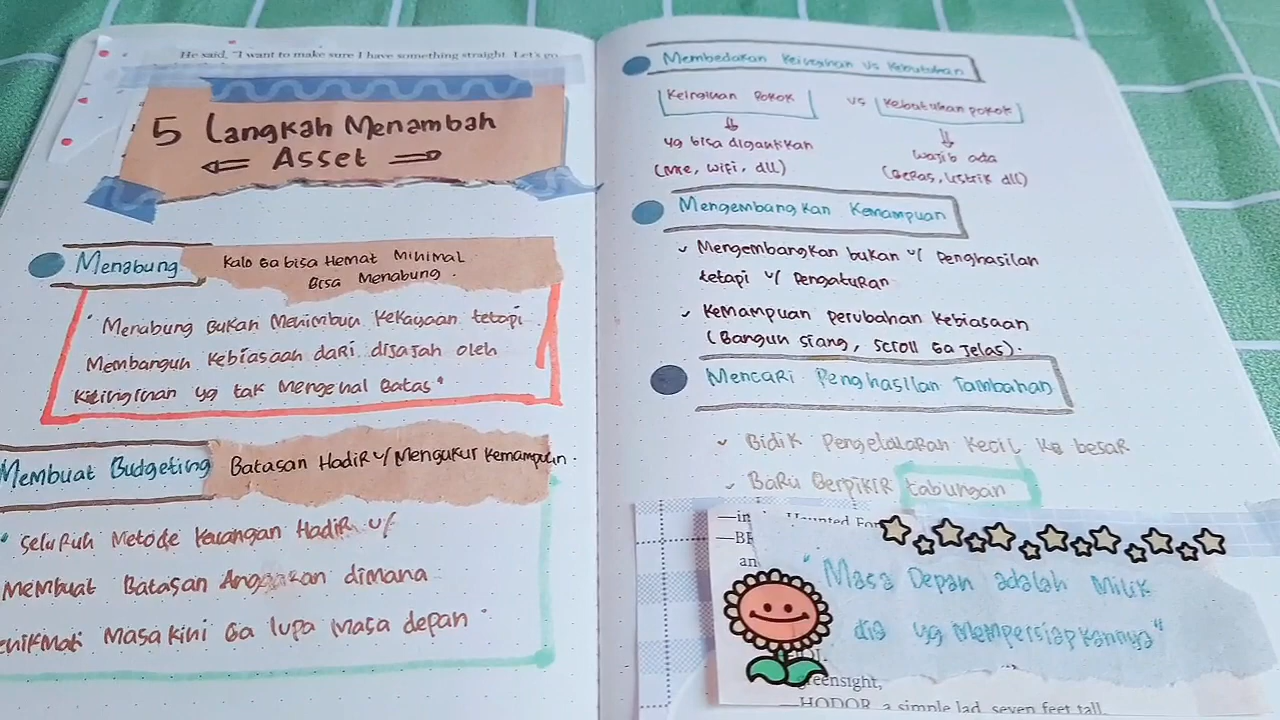 He said, "I want to make sure I have something straight. Let's go
5 Langkah Menambah
Asset
Menabung
Kalo Ga bisa Hemat Minimal
Bisa Menabung.
"Menabung Bukan Menimbun Kekayaan tetapi
Membangun Kebiasaan dari dijajah oleh
Keinginan yg tak Mengenal Batas"
Membuat Budgeting
Batasan Hadir u/ Mengukur Kemampuan.
"Seluruh Metode Keuangan Hadir u/
Membuat Batasan Anggaran dimana
enikmati Masa kini Ga lupa Masa depan"
Membedakan Keinginan Vs Kebutuhan
Keinginan Pokok
VS
Kebutuhan pokok
yg bisa digantikan
wajib ada
(Mie, wifi, dll)
(Beras, Listrik dll)
Mengembangkan Kemampuan
Mengembangkan bukan u/ penghasilan
tetapi u/ Pengaturan
Kemampuan perubahan Kebiasaan
(Bangun siang, scroll Ga jelas).
Mencari Penghasilan Tambahan
Bidik Pengeluaran Kecil Ke besar
Baru Berpikir tabungan
—in Haunted For
—BE
an
"Masa Depan adalah Milik
dia yg Mempersiapkannya"
greensight,
—HODOR, a simple lad, seven feet tall